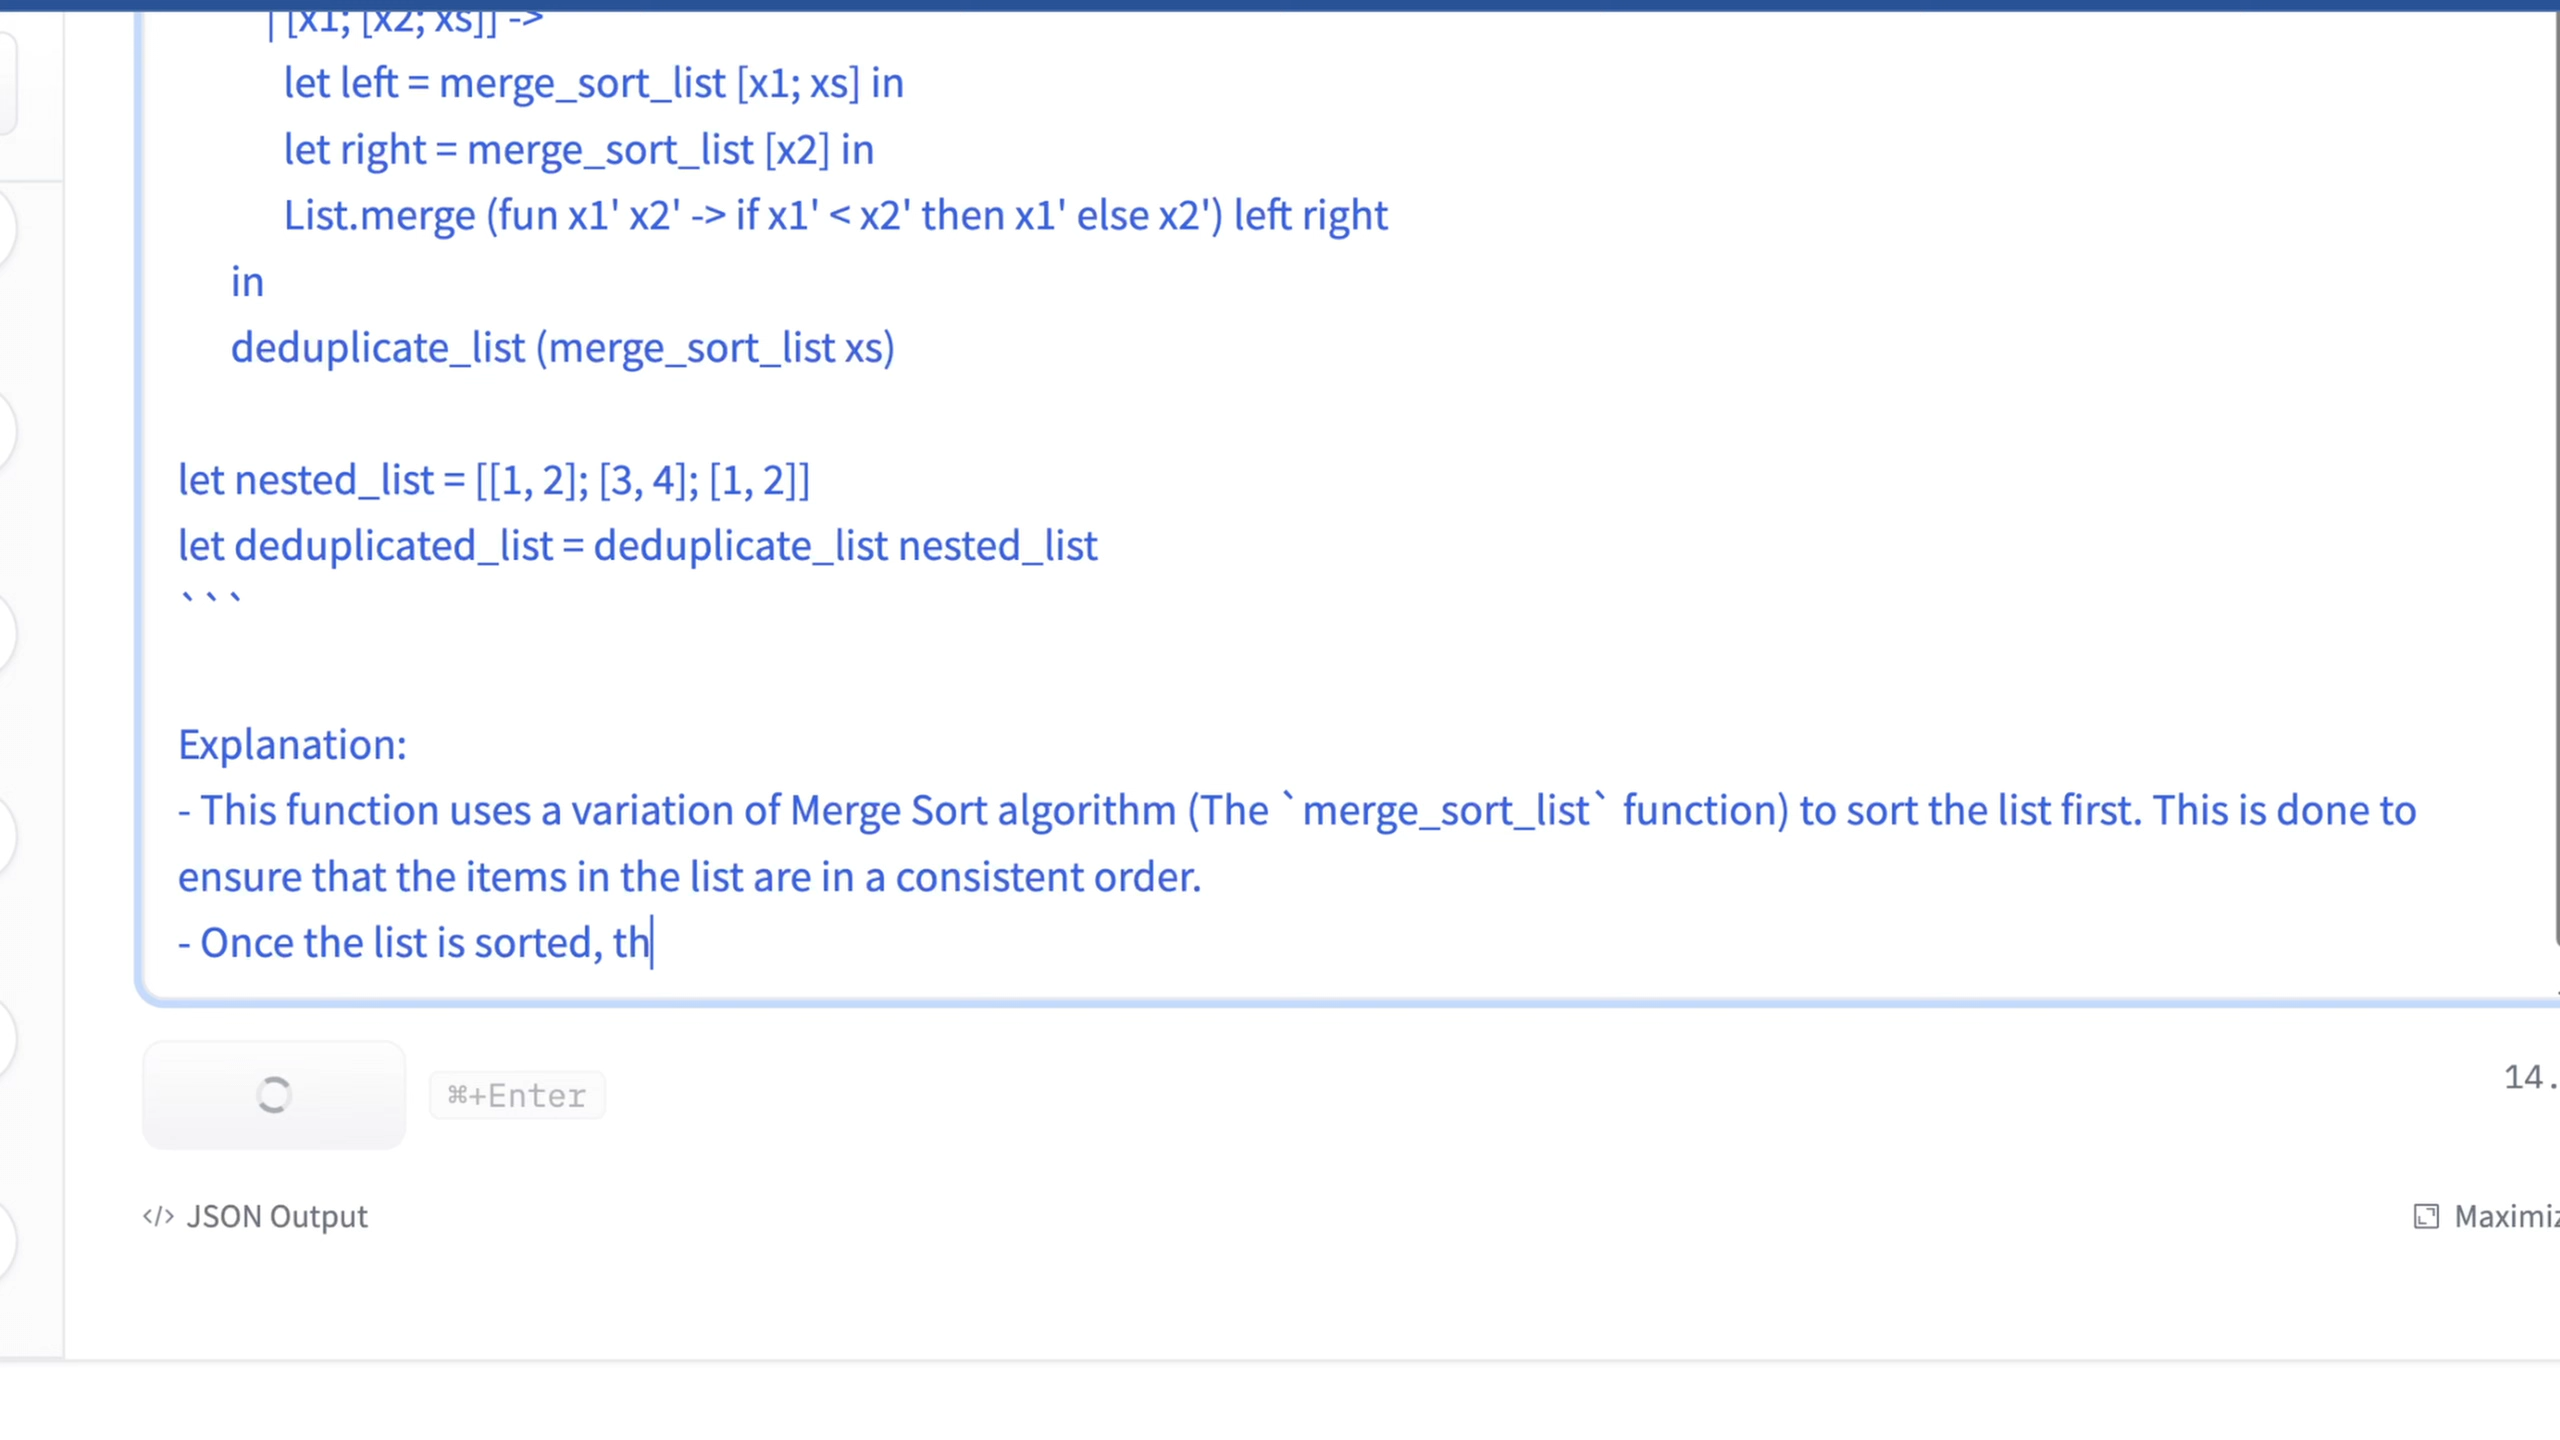 | [x1; [x2; xs]] ->
let left = merge_sort_list [x1; xs] in
let right = merge_sort_list [x2] in
List.merge (fun x1' x2' -> if x1' < x2' then x1' else x2') left right
in
deduplicate_list (merge_sort_list xs)
let nested_list = [[1, 2]; [3, 4]; [1, 2]]
let deduplicated_list = deduplicate_list nested_list
```
Explanation:
- This function uses a variation of Merge Sort algorithm (The `merge_sort_list` function) to sort the list first. This is done to
ensure that the items in the list are in a consistent order.
- Once the list is sorted, th
⌘+Enter
14.
</> JSON Output